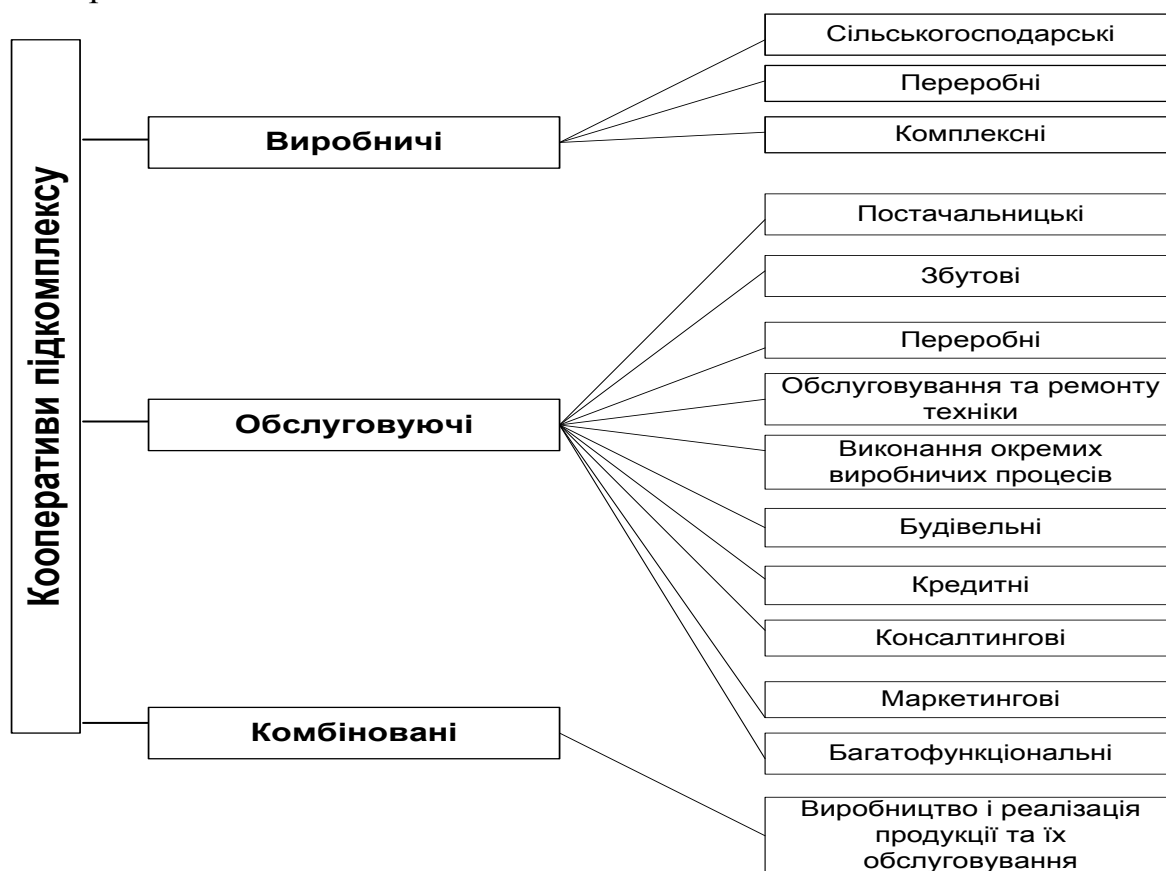 Кооперативи підкомплексу
Виробничі
Сільськогосподарські
Переробні
Комплексні
Обслуговуючі
Постачальницькі
Збутові
Переробні
Обслуговування та ремонту
техніки
Виконання окремих
виробничих процесів
Будівельні
Кредитні
Консалтингові
Маркетингові
Багатофункціональні
Комбіновані
Виробництво і реалізація
продукції та їх
обслуговування